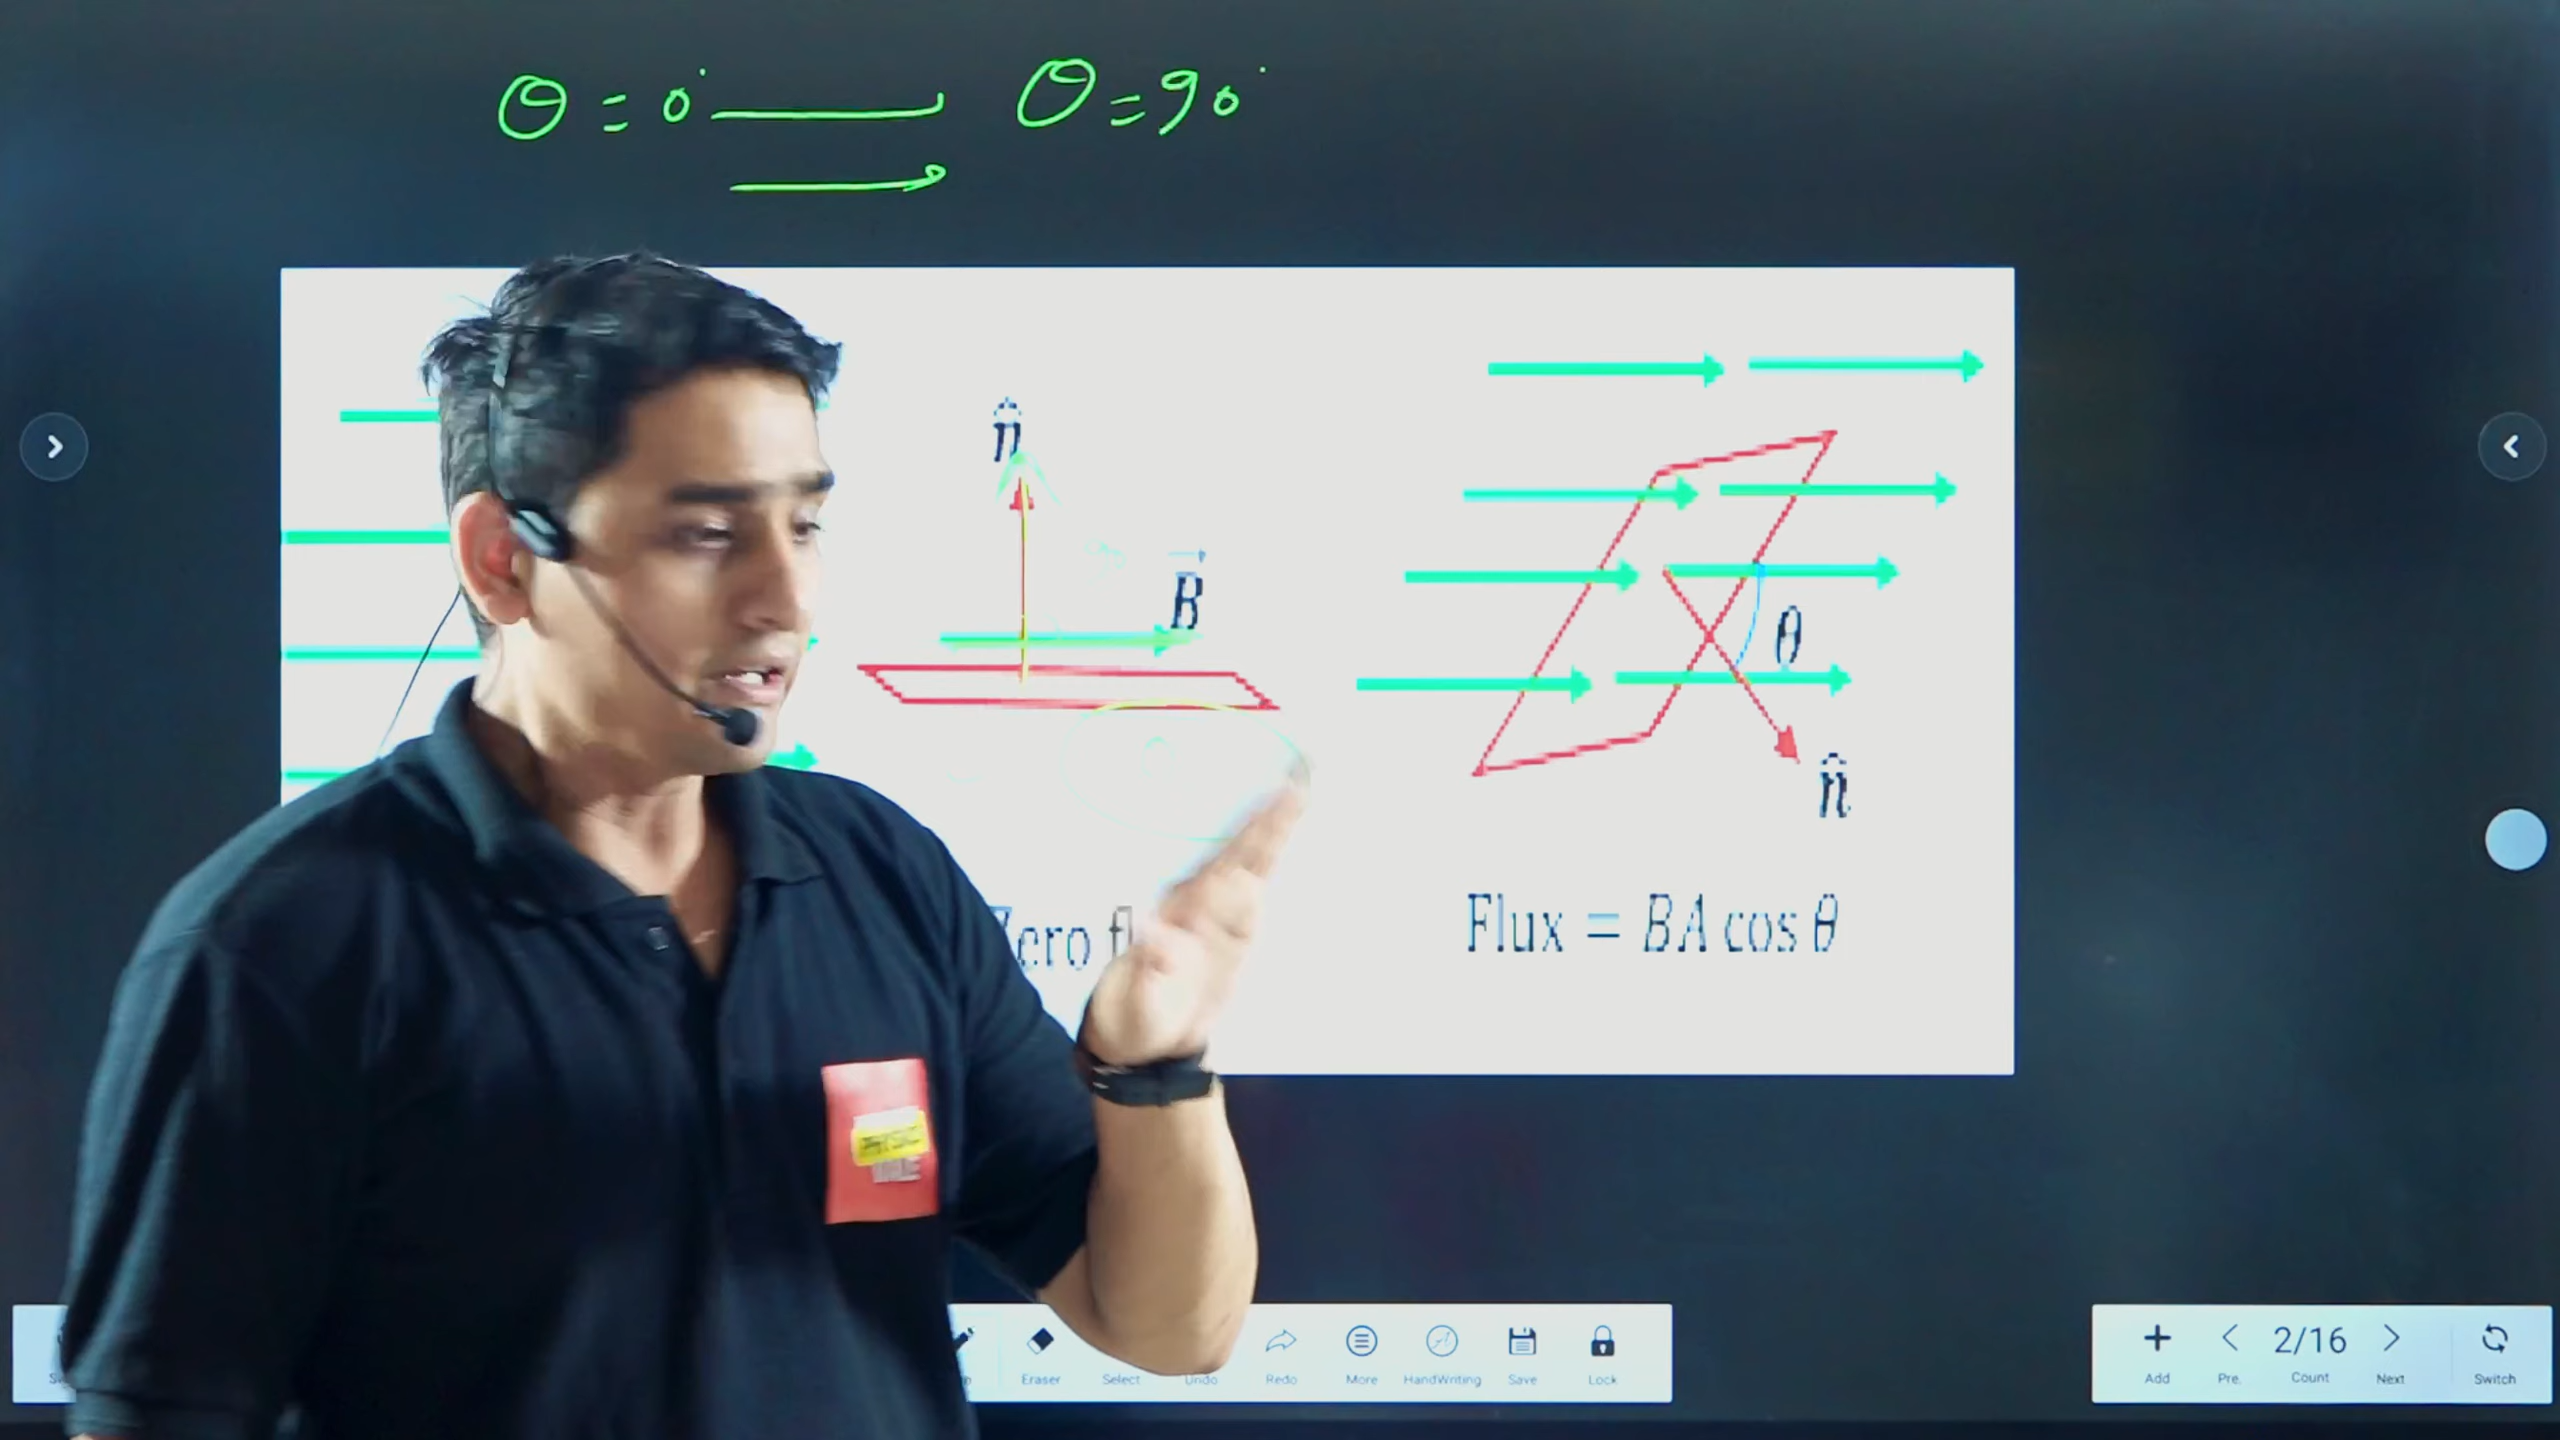 θ = 0° → θ = 90°
n̂
B⃗
θ
n̂
Zero
Flux = BA cos θ
Eraser Select Undo Redo More HandWriting Save Lock
2/16
Add Pre. Count Next Switch